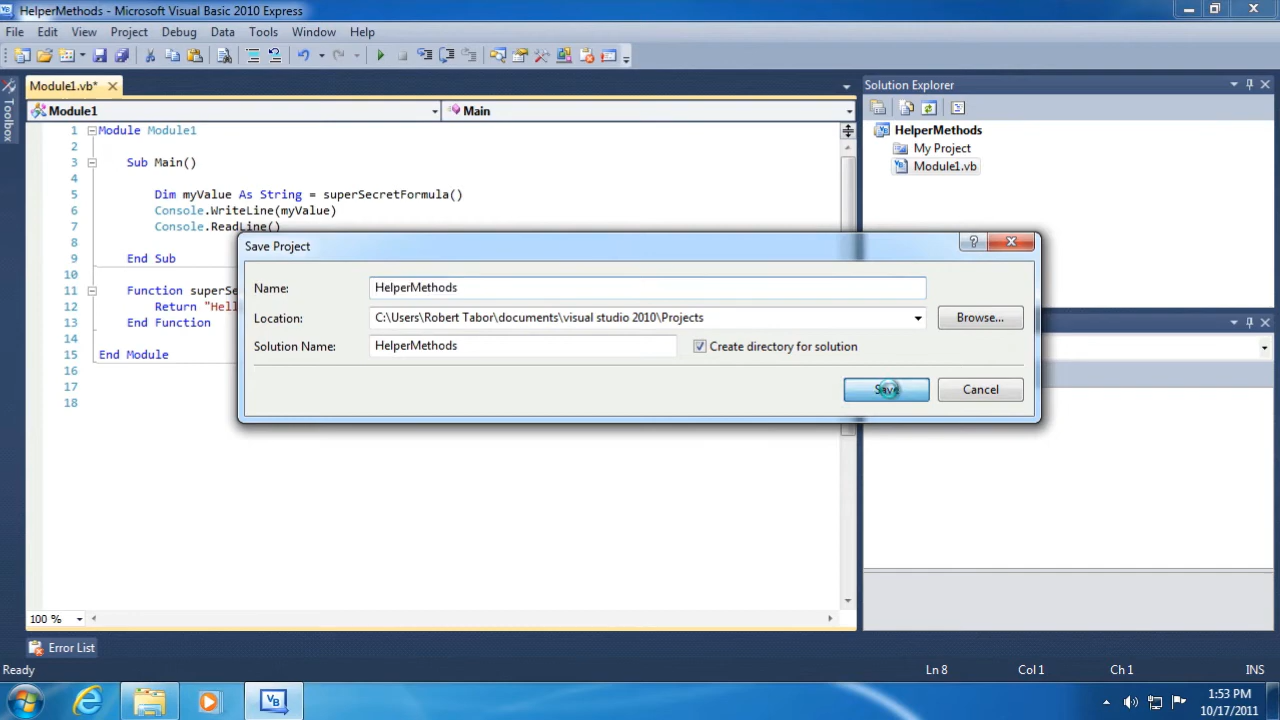 HelperMethods - Microsoft Visual Basic 2010 Express
File Edit View Project Debug Data Tools Window Help
Toolbox
Module1.vb*
Solution Explorer
Module1 Main
HelperMethods
My Project
Module1.vb
1 Module Module1
2
3 Sub Main()
4
5 Dim myValue As String = superSecretFormula()
6 Console.WriteLine(myValue)
7 Console.ReadLine()
8
9 End Sub
10
11 Function superSe
12 Return "Hell
13 End Function
14
15 End Module
16
17
18
Save Project
Name: HelperMethods
Location: C:\Users\Robert Tabor\documents\visual studio 2010\Projects Browse...
Solution Name: HelperMethods Create directory for solution
Save Cancel
100 %
Error List
Ready Ln 8 Col 1 Ch 1 INS
VB
1:53 PM
10/17/2011